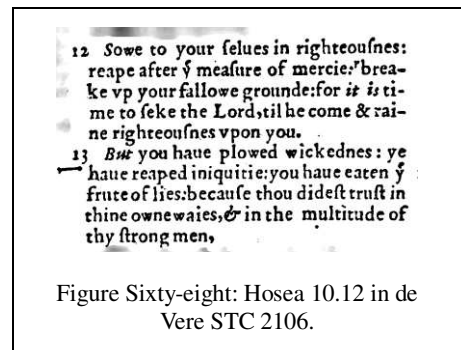 12 Sowe to your ſelues in righteouſnes:
reape after ẏ meaſure of mercie:ʳbrea-
ke vp your fallowe grounde:for it is ti-
me to ſeke the Lord,til he come & rai-
ne righteouſnes vpon you.
13 But you haue plowed wickednes : ye
haue reaped iniquitie:you haue eaten ẏ
frute of lies:becauſe thou dideſt truſt in
thine owne waies,& in the multitude of
thy ſtrong men,
Figure Sixty-eight: Hosea 10.12 in de
Vere STC 2106.